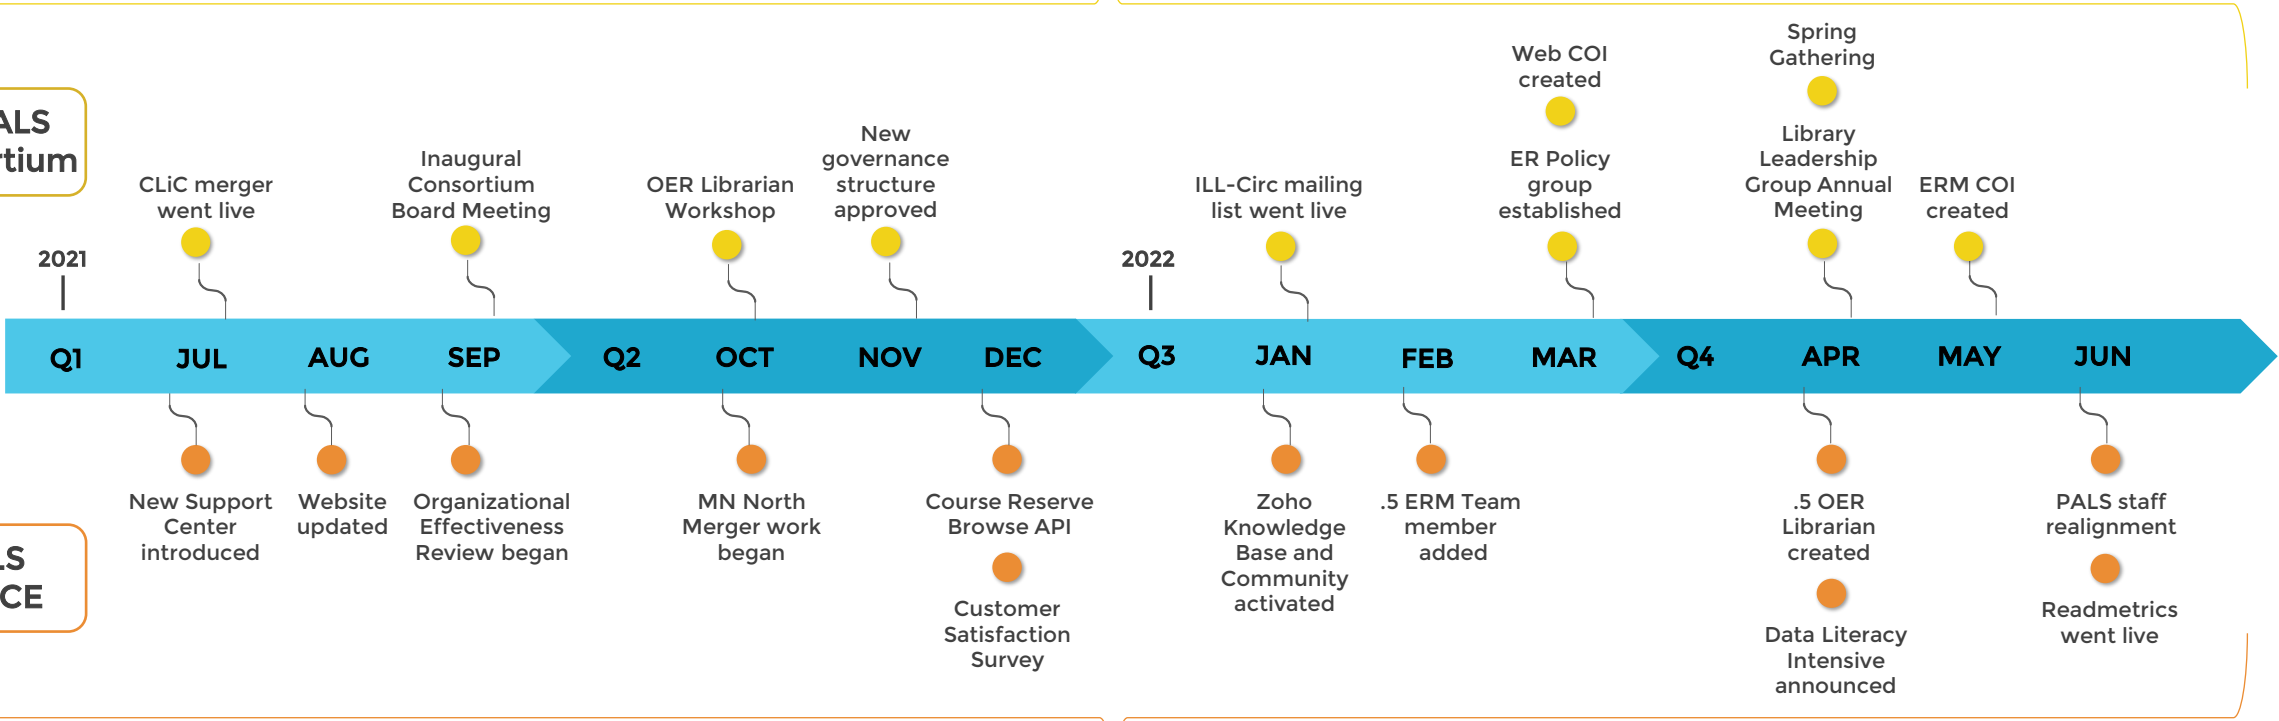 ALS
rtium
CLiC merger
went live
Inaugural
Consortium
Board Meeting
OER Librarian
Workshop
New
governance
structure
approved
ILL-Circ mailing
list went live
Web COI
created
ER Policy
group
established
Spring
Gathering
Library
Leadership
Group Annual
Meeting
ERM COI
created
2021
2022
Q1
JUL
AUG
SEP
Q2
OCT
NOV
DEC
Q3
JAN
FEB
MAR
Q4
APR
MAY
JUN
LS
CE
New Support
Center
introduced
Website
updated
Organizational
Effectiveness
Review began
MN North
Merger work
began
Course Reserve
Browse API
Customer
Satisfaction
Survey
Zoho
Knowledge
Base and
Community
activated
.5 ERM Team
member
added
.5 OER
Librarian
created
Data Literacy
Intensive
announced
PALS staff
realignment
Readmetrics
went live